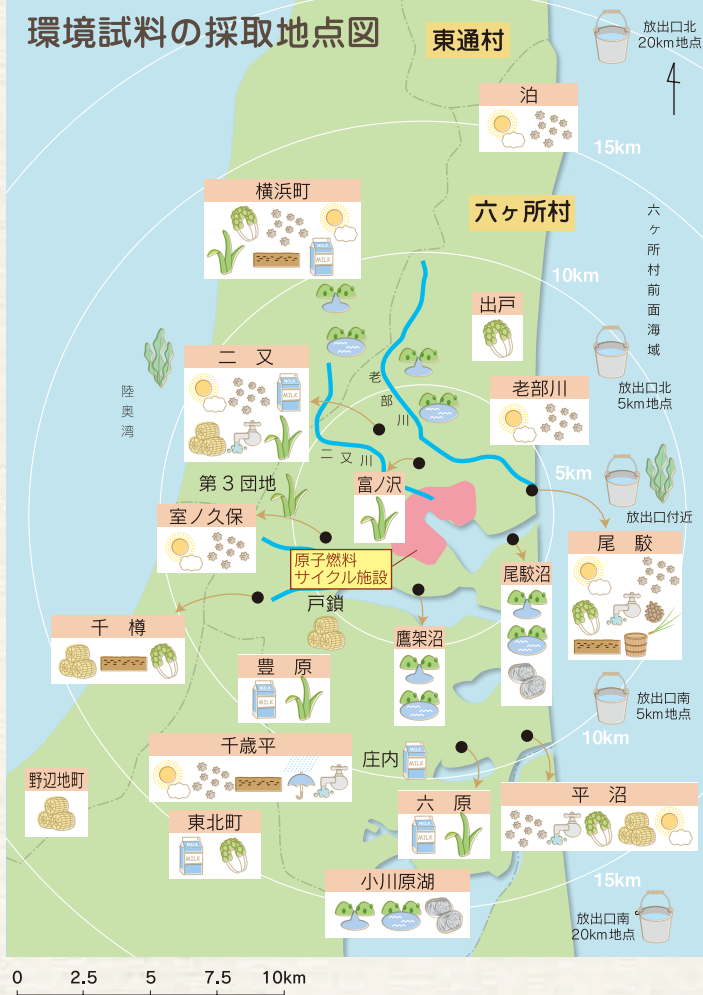 環境試料の採取地点図
東通村
放出口北
20km地点
泊
15km
横浜町
MILK
六ヶ所村
六ヶ所村前面海域
10km
出戸
放出口北
5km地点
陸奥湾
二又
MILK
老部川
老部川
二又川
5km
第3団地
富ノ沢
放出口付近
室ノ久保
原子燃料
サイクル施設
尾駮沼
尾駮
戸鎖
千樽
鷹架沼
豊原
MILK
放出口南
5km地点
10km
千歳平
庄内
MILK
野辺地町
東北町
MILK
六原
MILK
平沼
小川原湖
15km
放出口南
20km地点
0 2.5 5 7.5 10km